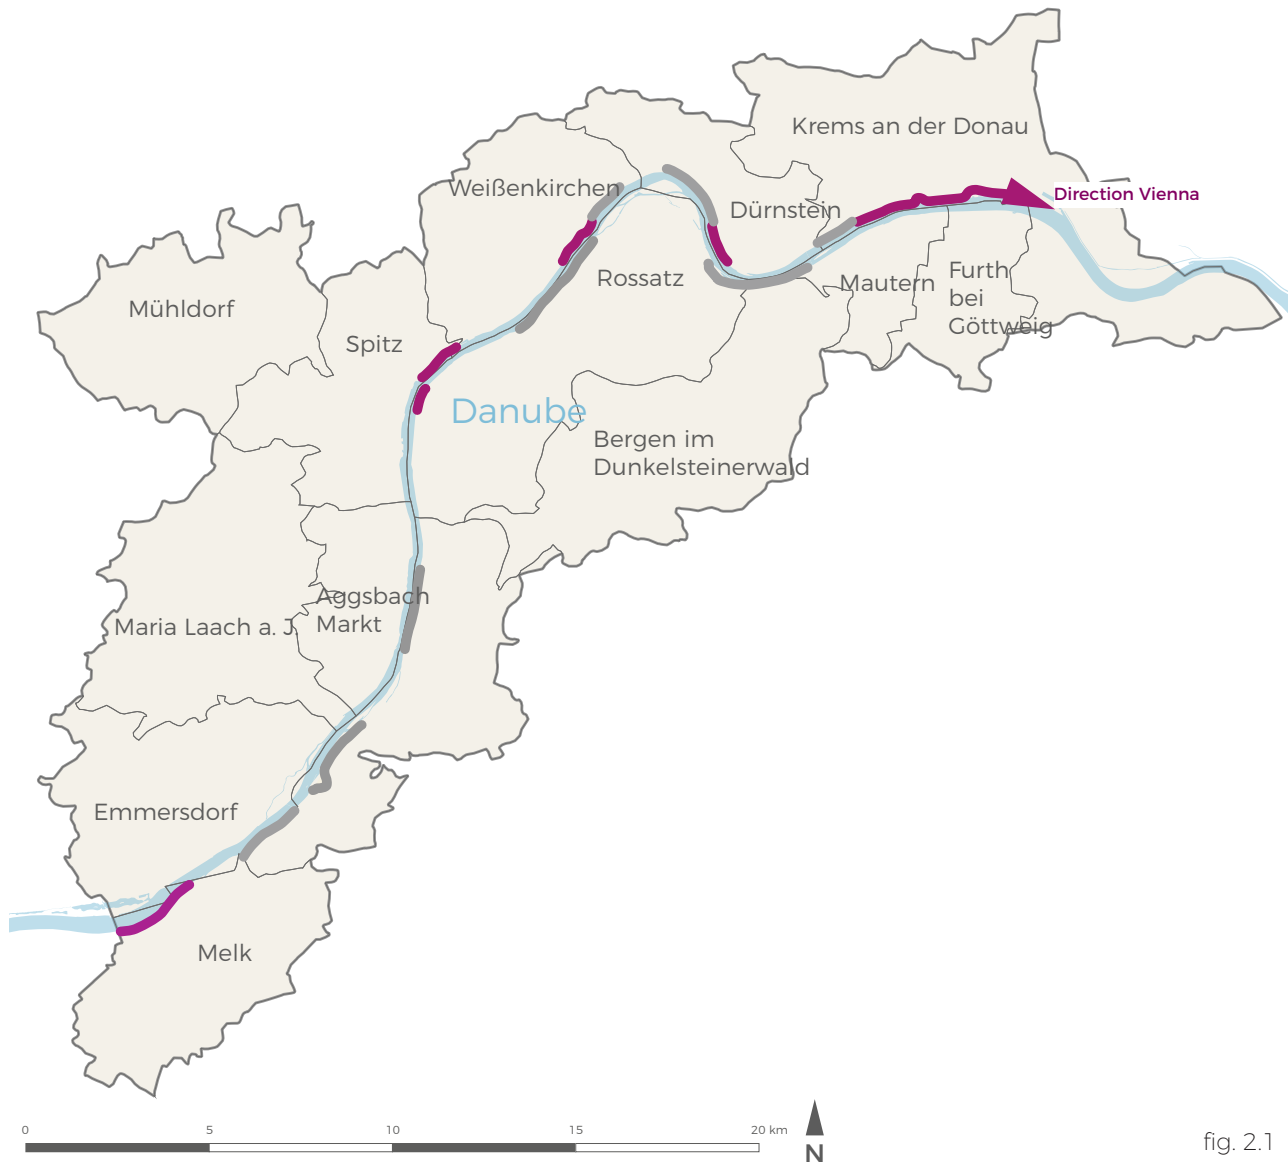 Krems an der Donau
Weißenkirchen
Direction Vienna
Dürnstein
Rossatz
Mautern
Furth
bei
Göttweig
Mühldorf
Spitz
Danube
Bergen im
Dunkelsteinerwald
Aggsbach
Markt
Maria Laach a. J.
Emmersdorf
Melk
0 5 10 15 20 km
N
fig. 2.1